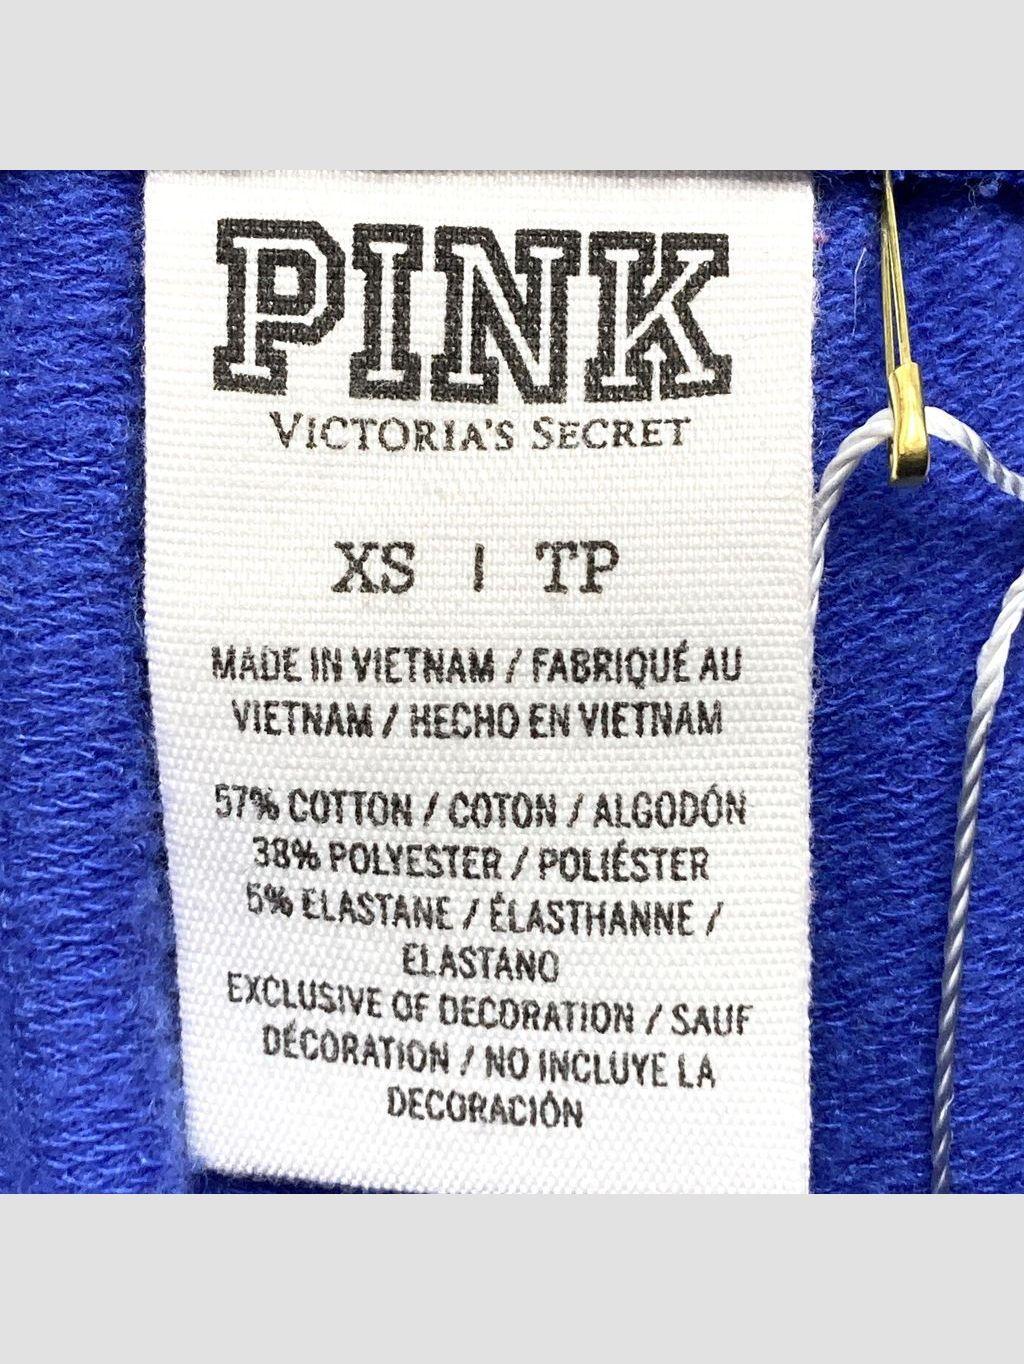 PINK
VICTORIA'S SECRET
XS | TP
MADE IN VIETNAM / FABRIQUÉ AU
VIETNAM / HECHO EN VIETNAM
57% COTTON / COTON / ALGODÓN
38% POLYESTER / POLIÉSTER
5% ELASTANE / ÉLASTHANNE /
ELASTANO
EXCLUSIVE OF DECORATION / SAUF
DÉCORATION / NO INCLUYE LA
DECORACIÓN